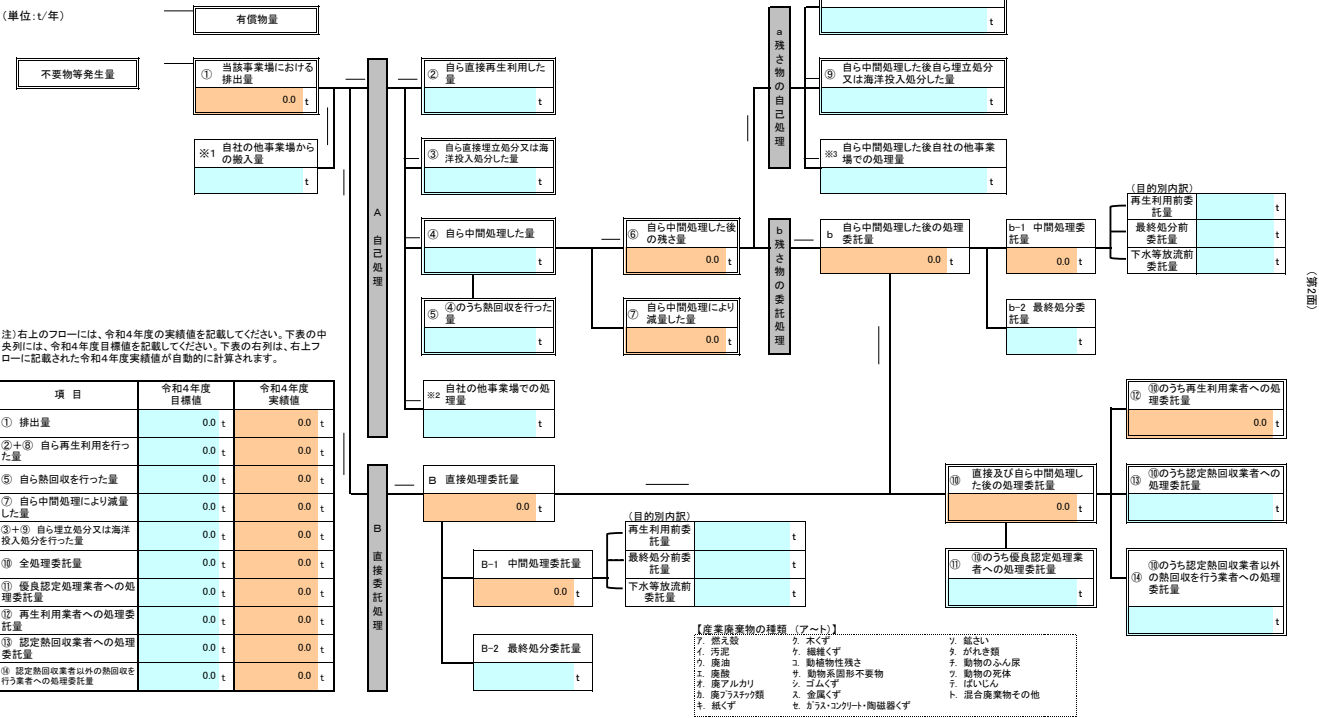 (単位:t/年)
有償物量
不要物等発生量
① 当該事業場における
排出量
0.0 t
※1 自社の他事業場から
の搬入量
t
A 自己処理
② 自ら直接再生利用した
量
t
③ 自ら直接埋立処分又は海
洋投入処分した量
t
④ 自ら中間処理した量
t
⑤ ④のうち熱回収を行った
量
t
※2 自社の他事業場での処
理量
t
⑥ 自ら中間処理した後
の残さ量
0.0 t
⑦ 自ら中間処理により
減量した量
0.0 t
a 残さ物の自己処理
t
⑨ 自ら中間処理した後自ら埋立処分
又は海洋投入処分した量
t
※3 自ら中間処理した後自社の他事業
場での処理量
t
b 残さ物の委託処理
b 自ら中間処理した後の処理
委託量
0.0 t
b-1 中間処理委
託量
0.0 t
(目的別内訳)
再生利用前委
託量
t
最終処分前
委託量
t
下水等放流前
委託量
t
b-2 最終処分委
託量
t
(第2面)
注)右上のフローには、令和4年度の実績値を記載してください。下表の中
央列には、令和4年度目標値を記載してください。下表の右列は、右上フ
ローに記載された令和4年度実績値が自動的に計算されます。
項 目 令和4年度
目標値 令和4年度
実績値
① 排出量 0.0 t 0.0 t
②+⑧ 自ら再生利用を行っ
た量 0.0 t 0.0 t
⑤ 自ら熱回収を行った量 0.0 t 0.0 t
⑦ 自ら中間処理により減量
した量 0.0 t 0.0 t
③+⑨ 自ら埋立処分又は海洋
投入処分を行った量 0.0 t 0.0 t
⑩ 全処理委託量 0.0 t 0.0 t
⑪ 優良認定処理業者への処
理委託量 0.0 t 0.0 t
⑫ 再生利用業者への処理委
託量 0.0 t 0.0 t
⑬ 認定熱回収業者への処理
委託量 0.0 t 0.0 t
⑭ 認定熱回収業者以外の熱回収を
行う業者への処理委託量 0.0 t 0.0 t
B 直接委託処理
B 直接処理委託量
0.0 t
B-1 中間処理委託量
0.0 t
(目的別内訳)
再生利用前委
託量
t
最終処分前委
託量
t
下水等放流前
委託量
t
B-2 最終処分委託量
t
⑩ 直接及び自ら中間処理し
た後の処理委託量
0.0 t
⑪ ⑩のうち優良認定処理業
者への処理委託量
t
⑫ ⑩のうち再生利用業者への処
理委託量
0.0 t
⑬ ⑩のうち認定熱回収業者への
処理委託量
t
⑭ ⑩のうち認定熱回収業者以外
の熱回収を行う業者への処理
委託量
t
【産業廃棄物の種類 (ア～ト)】
ア. 燃え殻 ク. 木くず ソ. 鉱さい
イ. 汚泥 ケ. 繊維くず タ. がれき類
ウ. 廃油 コ. 動植物性残さ チ. 動物のふん尿
エ. 廃酸 サ. 動物系固形不要物 ツ. 動物の死体
オ. 廃アルカリ シ. ゴムくず テ. ばいじん
カ. 廃プラスチック類 ス. 金属くず ト. 混合廃棄物その他
キ. 紙くず セ. ガラス・コンクリート・陶磁器くず